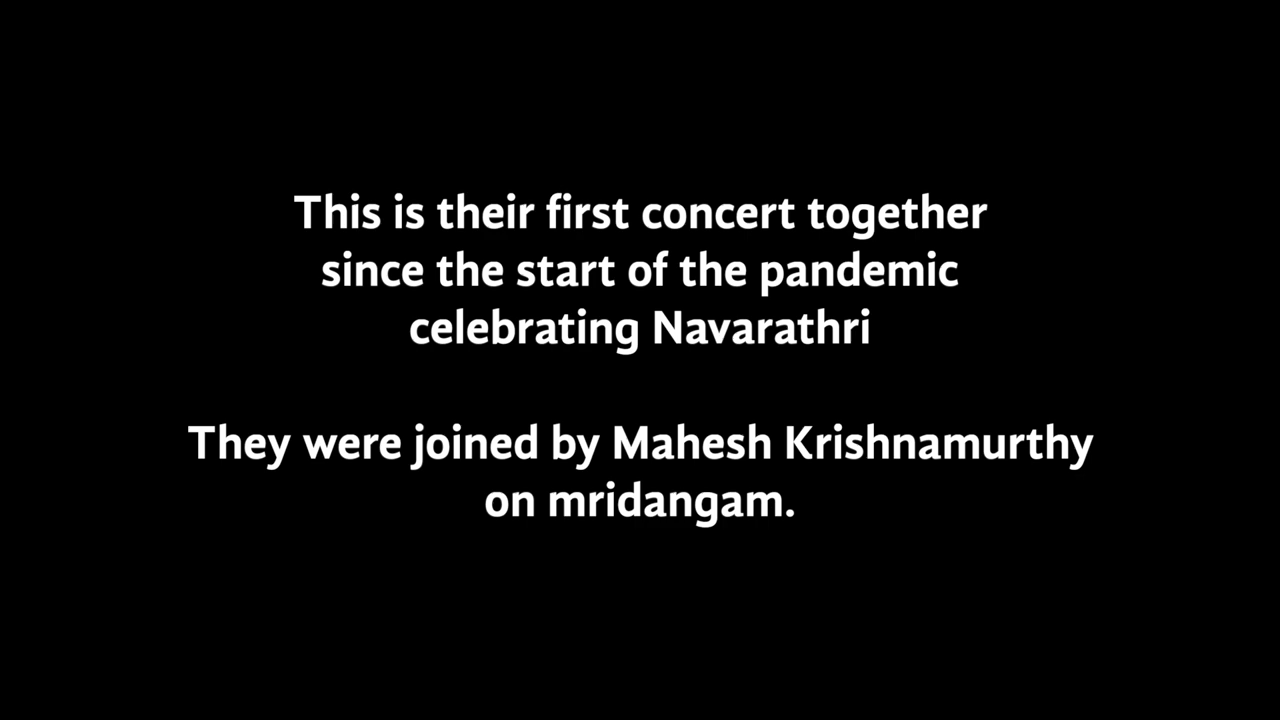 This is their first concert together
since the start of the pandemic
celebrating Navarathri
They were joined by Mahesh Krishnamurthy
on mridangam.